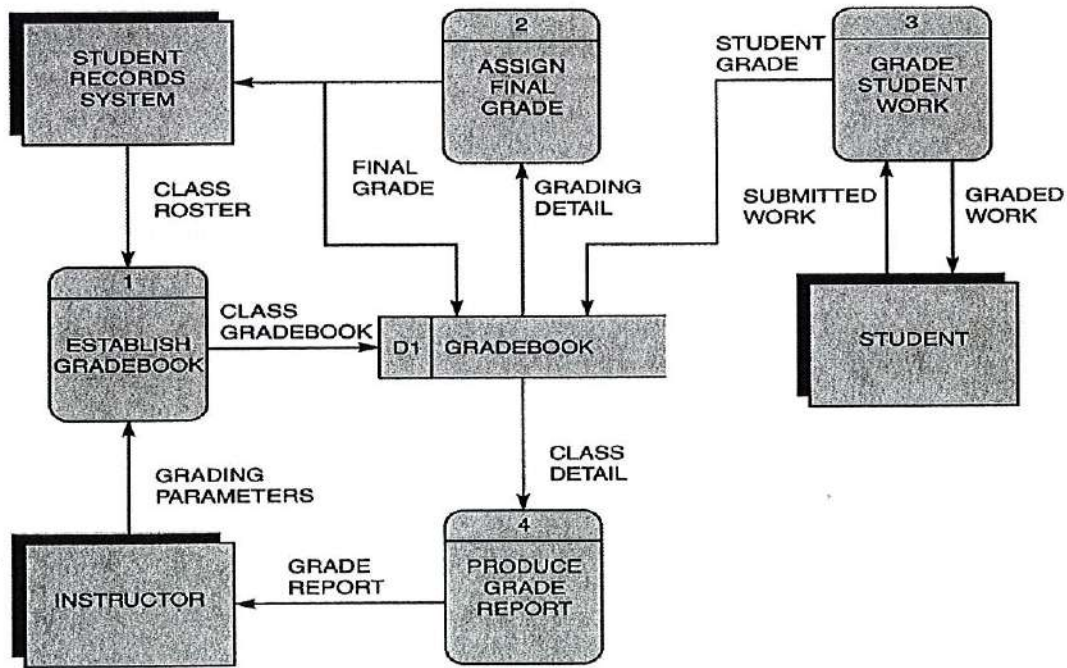 STUDENT
RECORDS
SYSTEM
2
ASSIGN
FINAL
GRADE
STUDENT
GRADE
3
GRADE
STUDENT
WORK
CLASS
ROSTER
FINAL
GRADE
GRADING
DETAIL
SUBMITTED
WORK
GRADED
WORK
1
ESTABLISH
GRADEBOOK
CLASS
GRADEBOOK
D1
GRADEBOOK
STUDENT
GRADING
PARAMETERS
CLASS
DETAIL
INSTRUCTOR
GRADE
REPORT
4
PRODUCE
GRADE
REPORT